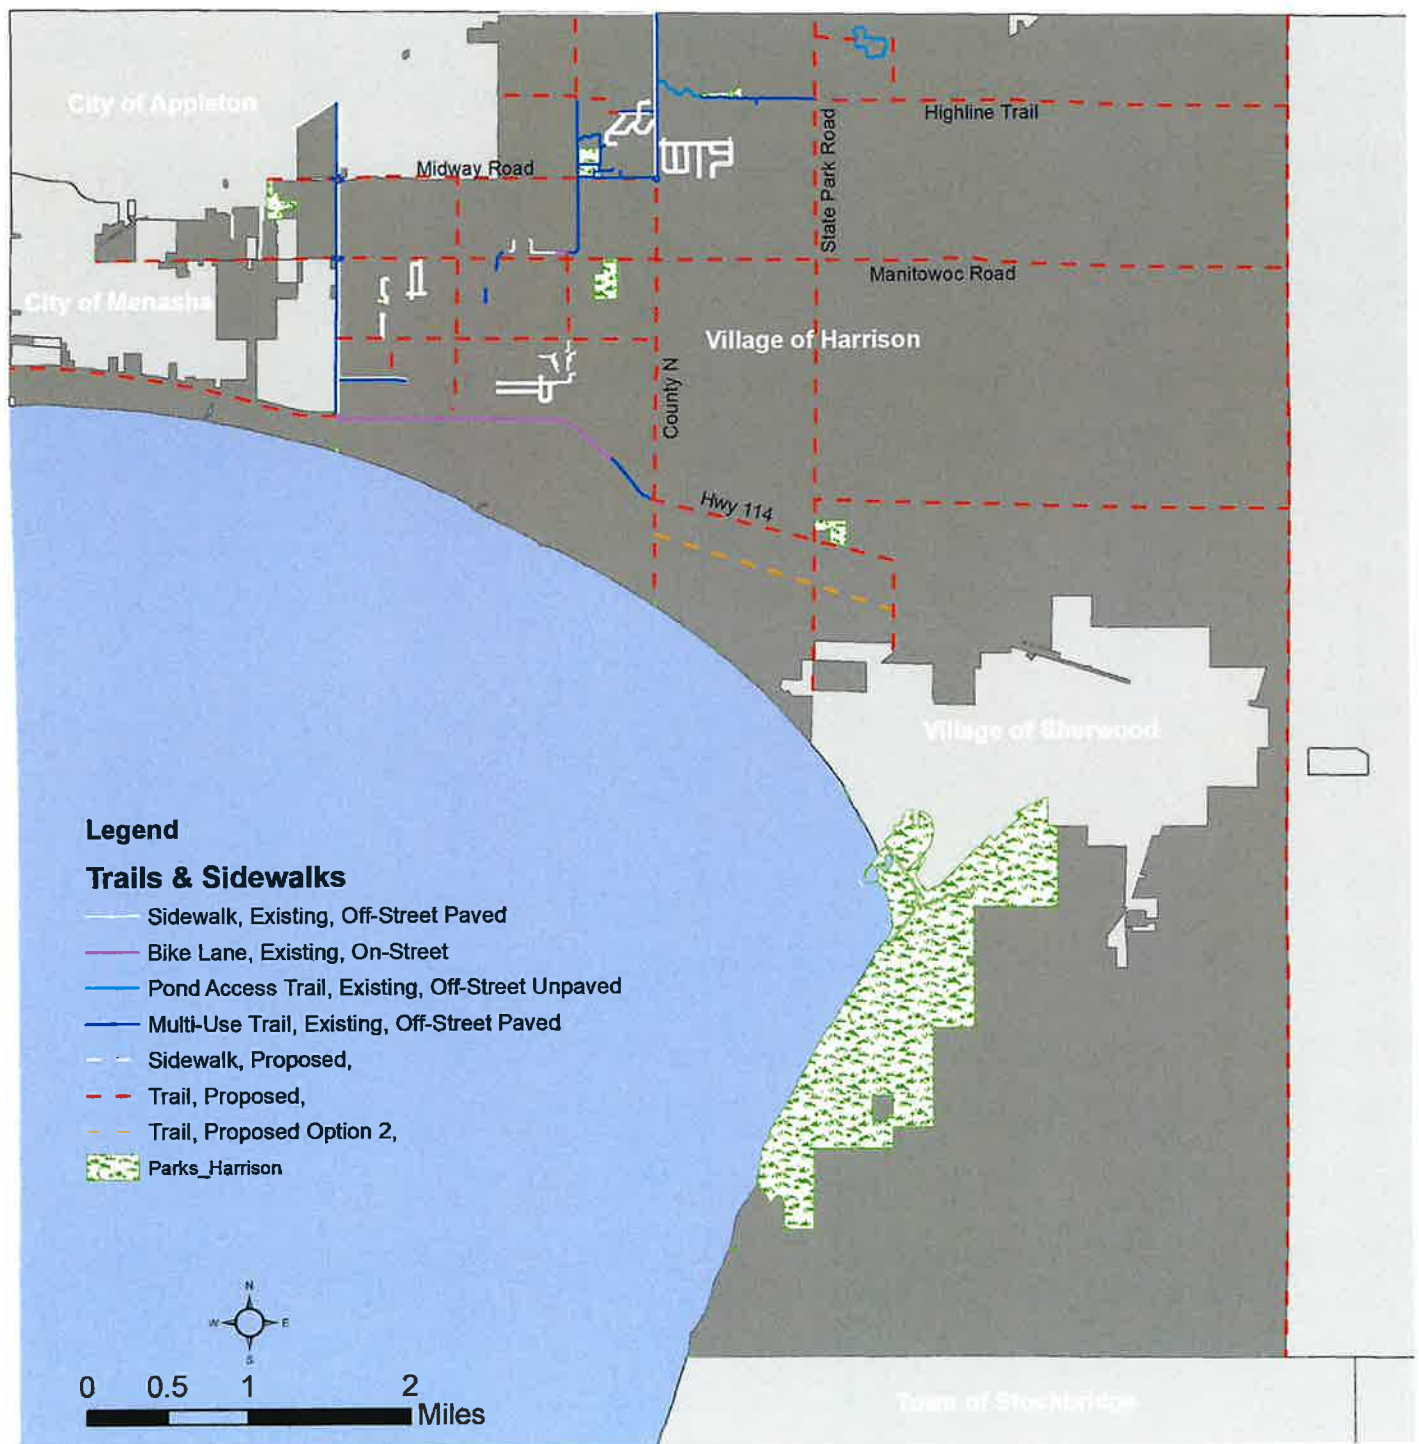 City of Appleton
Highline Trail
State Park Road
Midway Road
Manitowoc Road
City of Menasha
Village of Harrison
County N
Hwy 114
Village of Sherwood
Legend
Trails & Sidewalks
Sidewalk, Existing, Off-Street Paved
Bike Lane, Existing, On-Street
Pond Access Trail, Existing, Off-Street Unpaved
Multi-Use Trail, Existing, Off-Street Paved
Sidewalk, Proposed,
Trail, Proposed,
Trail, Proposed Option 2,
Parks_Harrison
N
W E
S
0 0.5 1 2
Miles
Town of Stockbridge